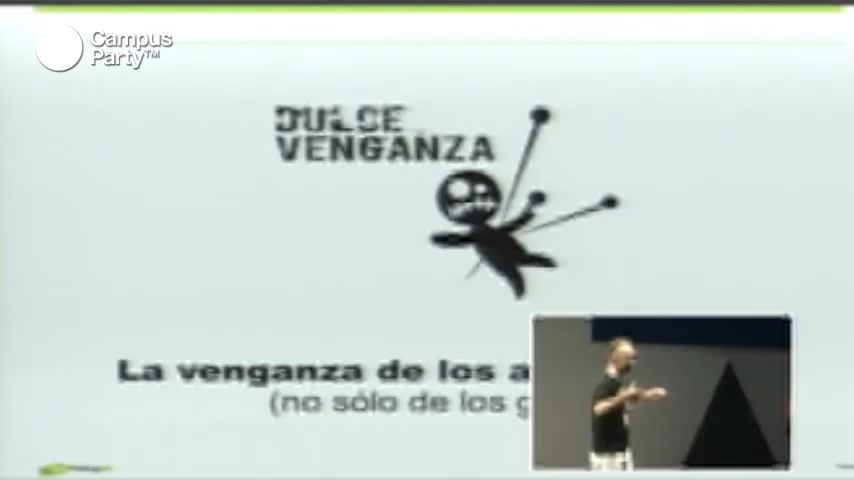 Campus
Party™
DULCE
VENGANZA
La venganza de los a
(no sólo de los g